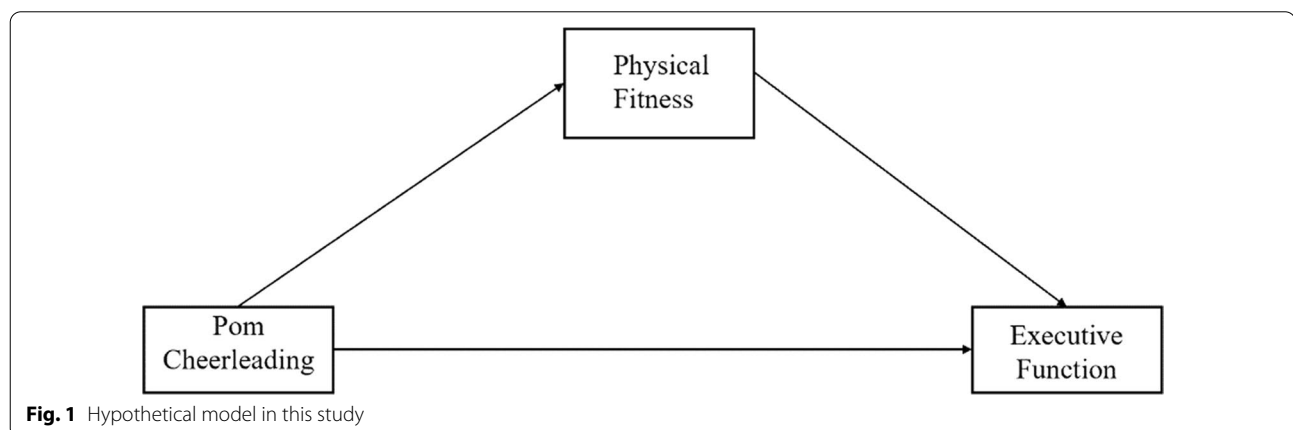 Physical
Fitness
Pom
Cheerleading
Executive
Function
Fig. 1 Hypothetical model in this study